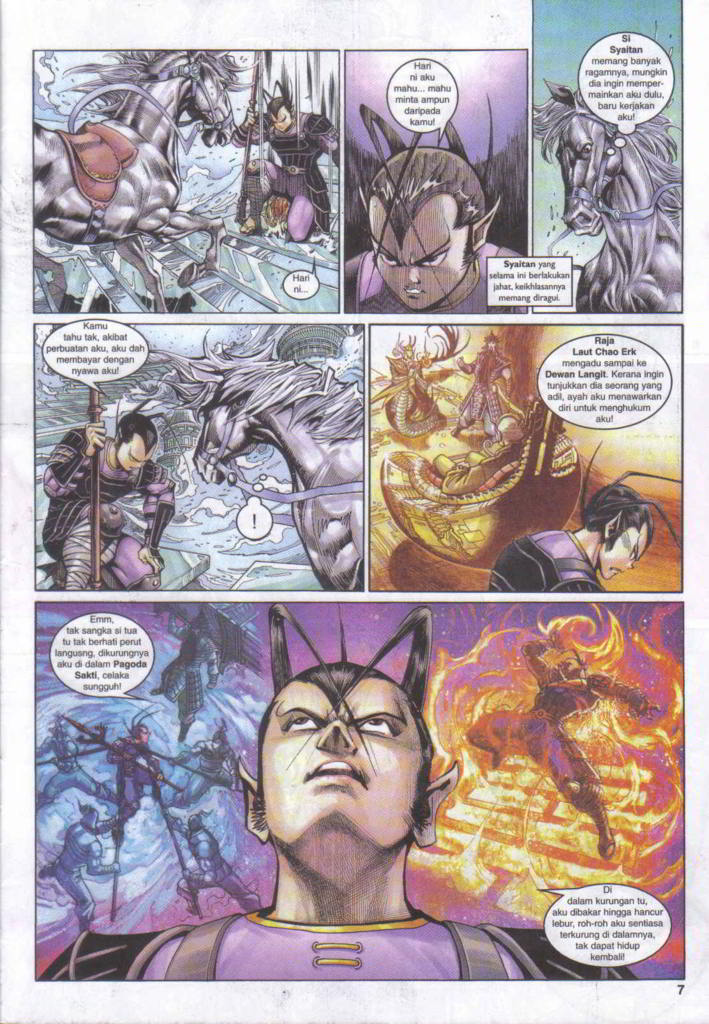 Hari
ni...
Hari
ni aku
mahu... mahu
minta ampun
daripada
kamu!
Syaitan yang
selama ini berlakukan
jahat, keikhlasannya
memang diragui.
Si
Syaitan
memang banyak
ragamnya, mungkin
dia ingin memper-
mainkan aku dulu,
baru kerjakan
aku!
Kamu
tahu tak, akibat
perbuatan aku, aku dah
membayar dengan
nyawa aku!
!
Raja
Laut Chao Erk
mengadu sampai ke
Dewan Langit. Kerana ingin
tunjukkan dia seorang yang
adil, ayah aku menawarkan
diri untuk menghukum
aku!
Emm,
tak sangka si tua
tu tak berhati perut
langusng, dikurungnya
aku di dalam Pagoda
Sakti, celaka
sungguh!
Di
dalam kurungan tu,
aku dibakar hingga hancur
lebur, roh-roh aku sentiasa
terkurung di dalamnya,
tak dapat hidup
kembali!
7